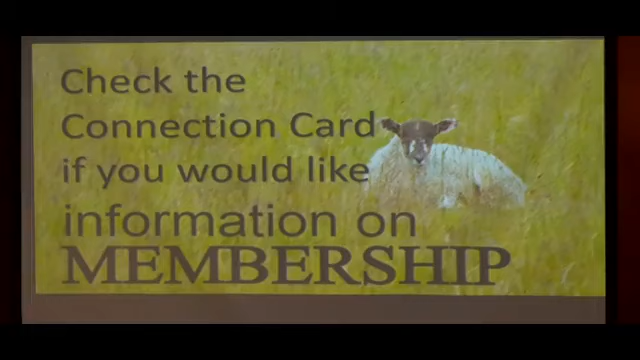 Check the
Connection Card
if you would like
information on
MEMBERSHIP